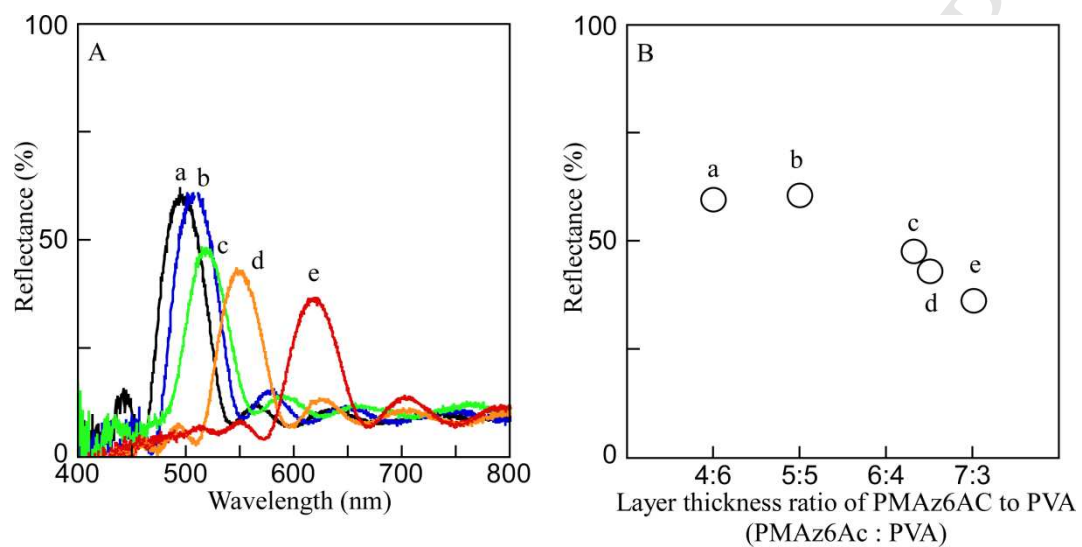 100
A
a
b
c
d
e
50
0
400
500
600
700
800
Reflectance (%)
Wavelength (nm)
100
B
a
b
c
d
e
50
0
4:6
5:5
6:4
7:3
Reflectance (%)
Layer thickness ratio of PMAz6AC to PVA
(PMAz6Ac : PVA)